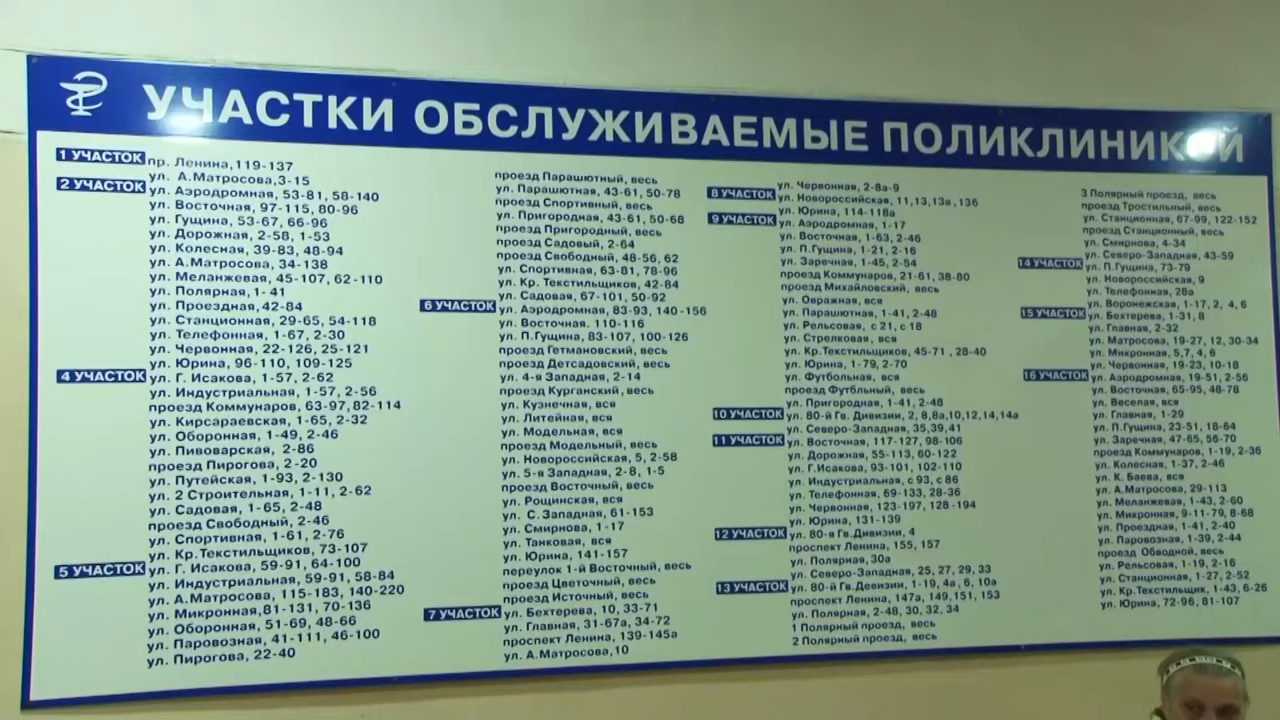 УЧАСТКИ ОБСЛУЖИВАЕМЫЕ ПОЛИКЛИНИКОЙ
1 УЧАСТОК пр. Ленина,119-137
ул. А.Матросова,3-15
2 УЧАСТОК ул. Аэродромная, 53-81, 58-140
ул. Восточная, 97-115, 80-96
ул. Гущина, 53-67, 66-96
ул. Дорожная, 2-58, 1-53
ул. Колесная, 39-83, 48-94
ул. А.Матросова, 34-138
ул. Меланжевая, 45-107, 62-110
ул. Полярная, 1-41
ул. Проездная, 42-84
ул. Станционная, 29-65, 54-118
ул. Телефонная, 1-67, 2-30
ул. Червонная, 22-126, 25-121
ул. Юрина, 96-110, 109-125
4 УЧАСТОК ул. Г. Исакова, 1-57, 2-62
ул. Индустриальная, 1-57, 2-56
проезд Коммунаров, 63-97, 82-114
ул. Кирсараевская, 1-65, 2-32
ул. Оборонная, 1-49, 2-46
ул. Пивоварская, 2-86
проезд Пирогова, 2-20
ул. Путейская, 1-93, 2-130
ул. 2 Строительная, 1-11, 2-62
ул. Садовая, 1-65, 2-48
проезд Свободный, 2-46
ул. Спортивная, 1-61, 2-76
ул. Кр.Текстильщиков, 73-107
5 УЧАСТОК ул. Г. Исакова, 59-91, 64-100
ул. Индустриальная, 59-91, 58-84
ул. А.Матросова, 115-183, 140-220
ул. Микронная,81-131, 70-136
ул. Оборонная, 51-69, 48-66
ул. Паровозная, 41-111, 46-100
ул. Пирогова, 22-40
проезд Парашютный, весь
ул. Парашютная, 43-61, 50-78
проезд Спортивный, весь
ул. Пригородная, 43-61, 50-68
проезд Пригородный, весь
проезд Садовый, 2-64
проезд Свободный, 48-56, 62
ул. Спортивная, 63-81, 78-96
ул. Кр. Текстильщиков, 42-84
ул. Садовая, 67-101, 50-92
6 УЧАСТОК ул. Аэродромная, 83-93, 140-156
ул. Восточная. 110-116
ул. П.Гущина, 83-107, 100-126
проезд Гетмановский, весь
проезд Детсадовский, весь
ул. 4-я Западная, 2-14
проезд Курганский, весь
ул. Кузнечная, вся
ул. Литейная, вся
ул. Модельная, вся
проезд Модельный, весь
ул. Новороссийская, 5, 2-58
ул. 5-я Западная, 2-8, 1-5
проезд Восточный, весь
ул. Рощинская, вся
ул. С. Западная, 61-153
ул. Смирнова, 1-17
ул. Танковая, вся
ул. Юрина, 141-157
переулок 1-й Восточный, весь
проезд Цветочный, весь
проезд Источный, весь
7 УЧАСТОК ул. Бехтерева, 10, 33-71
ул. Главная, 31-67а, 34-72
проспект Ленина, 139-145а
ул. А.Матросова,10
8 УЧАСТОК ул. Червонная, 2-8а-9
ул. Новороссийская, 11,13,13а ,136
ул. Юрина, 114-118а
9 УЧАСТОК ул. Аэродромная, 1-17
ул. Восточная, 1-63, 2-46
ул. П.Гущина, 1-21, 2-16
ул. Заречная, 1-45, 2-54
проезд Коммунаров, 21-61, 38-80
проезд Михайловский, весь
ул. Овражная, вся
ул. Парашютная, 1-41, 2-48
ул. Рельсовая, с 21, с 18
ул. Стрелковая, вся
ул. Кр.Текстильщиков, 45-71 , 28-40
ул. Юрина, 1-79, 2-70
ул. Футбольная, вся
проезд Футбльный, весь
ул. Пригородная, 1-41, 2-48
10 УЧАСТОК ул. 80-й Гв. Дивизии, 2, 8,8а,10,12,14,14а
ул. Северо-Западная, 35,39,41
11 УЧАСТОК ул. Восточная, 117-127, 98-106
ул. Дорожная, 55-113, 60-122
ул. Г.Исакова, 93-101, 102-110
ул. Индустриальная, с 93, с 86
ул. Телефонная, 69-133, 28-36
ул. Червонная, 123-197, 128 -194
ул. Юрина, 131-139
12 УЧАСТОК ул. 80-я Гв.Дивизии, 4
проспект Ленина, 155, 157
ул. Полярная, 30а
ул. Северо-Западная, 25, 27, 29, 33
13 УЧАСТОК ул. 80-й Гв.Девизии, 1-19, 4а, 6, 10а
проспект Ленина, 147а, 149,151, 153
ул. Полярная, 2-48, 30, 32, 34
1 Полярный проезд, весь
2 Полярный проезд, весь
3 Полярный проезд, весь
проезд Тростильный, весь
ул. Станционная, 67-99, 122-152
проезд Станционный, весь
ул. Смирнова, 4-34
ул. Северо-Западная, 43-59
14 УЧАСТОК ул. П.Гущина, 73-79
ул. Новороссийская, 9
ул. Телефонная, 28а
ул. Воронежская, 1-17, 2, 4, 6
15 УЧАСТОК ул. Бехтерева, 1-31, 8
ул. Главная, 2-32
ул. Матросова, 19-27, 12, 30-34
ул. Микронная, 5,7, 4, 6
ул. Червонная, 19-23, 10-18
16 УЧАСТОК ул. Аэродромная, 19-51, 2-56
ул. Восточная, 65-95, 48-78
ул. Веселая, вся
ул. Главная, 1-29
ул. П.Гущина, 23-51, 18-64
ул. Заречная, 47-65, 56-70
проезд Коммунаров, 1-19, 2-36
ул. Колесная, 1-37, 2-46
ул. К. Баева, вся
ул. А.Матросова, 29-113
ул. Меланжевая, 1-43, 2-60
ул. Микронная, 9-11-79, 8-68
ул. Проездная, 1-41, 2-40
ул. Паровозная, 1-39, 2-44
проезд Обводной, весь
ул. Рельсовая, 1-19, 2-16
ул. Станционная, 1-27, 2-52
ул. Кр.Текстильщик, 1-43, 6-26
ул. Юрина, 72-96, 81-107